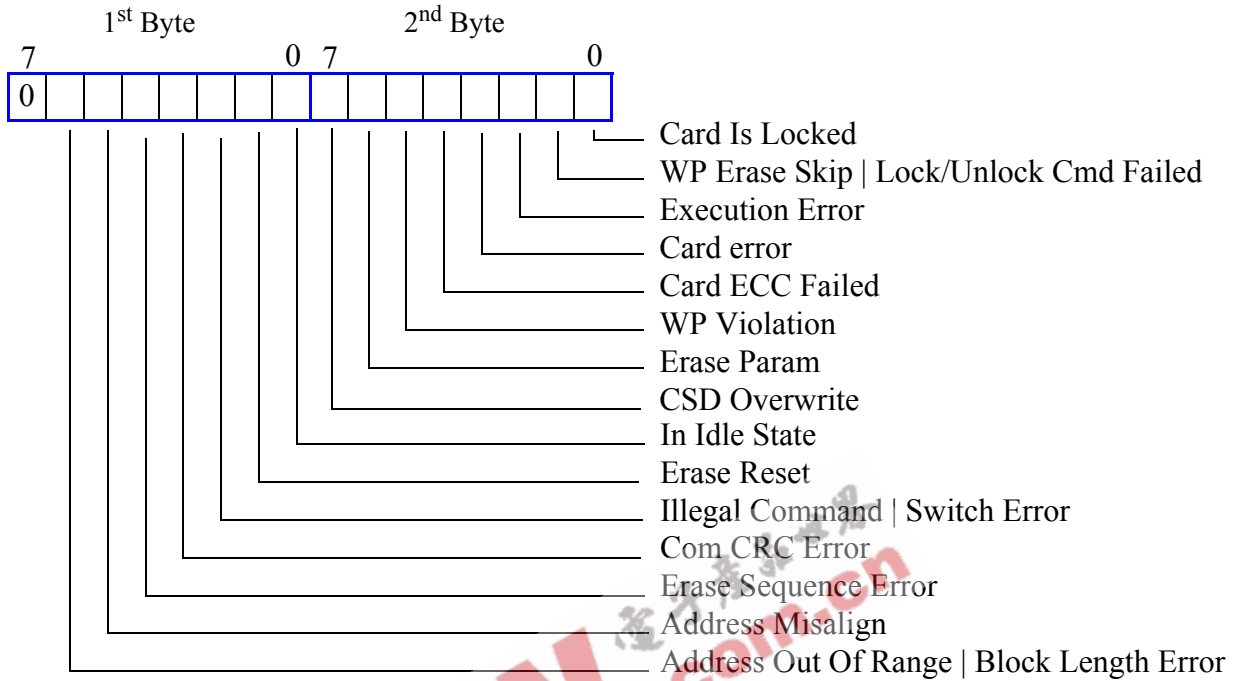 1st Byte 2nd Byte
7 0 7 0
0
Card Is Locked
WP Erase Skip | Lock/Unlock Cmd Failed
Execution Error
Card error
Card ECC Failed
WP Violation
Erase Param
CSD Overwrite
In Idle State
Erase Reset
Illegal Command | Switch Error
Com CRC Error
Erase Sequence Error
Address Misalign
Address Out Of Range | Block Length Error
com.cn